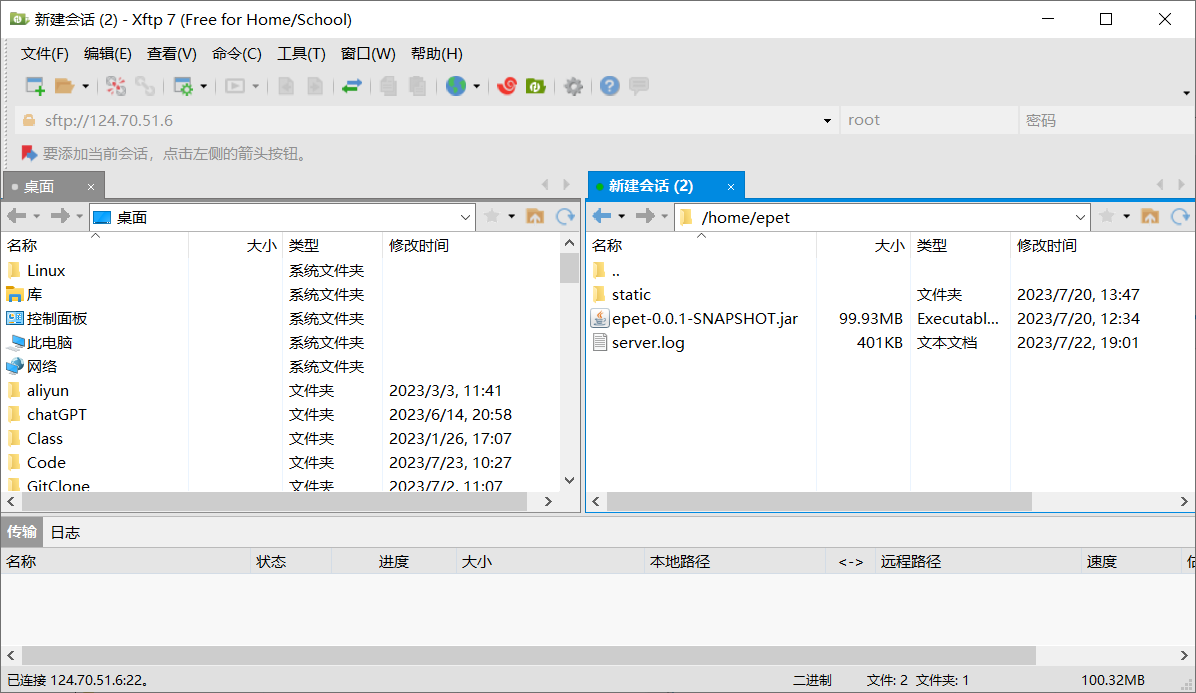 新建会话 (2) - Xftp 7 (Free for Home/School)
文件(F) 编辑(E) 查看(V) 命令(C) 工具(T) 窗口(W) 帮助(H)
sftp://124.70.51.6 root 密码
要添加当前会话，点击左侧的箭头按钮。
桌面 × 新建会话 (2) ×
桌面 /home/epet
名称 大小 类型 修改时间 名称 大小 类型 修改时间
Linux 系统文件夹 ..
库 系统文件夹 static 文件夹 2023/7/20, 13:47
控制面板 系统文件夹 epet-0.0.1-SNAPSHOT.jar 99.93MB Executabl... 2023/7/20, 12:34
此电脑 系统文件夹 server.log 401KB 文本文档 2023/7/22, 19:01
网络 系统文件夹
aliyun 文件夹 2023/3/3, 11:41
chatGPT 文件夹 2023/6/14, 20:58
Class 文件夹 2023/1/26, 17:07
Code 文件夹 2023/7/23, 10:27
GitClone 文件夹 2023/7/2, 11:07
传输 日志
名称 状态 进度 大小 本地路径 <-> 远程路径 速度 估
已连接 124.70.51.6:22。 二进制 文件: 2 文件夹: 1 100.32MB